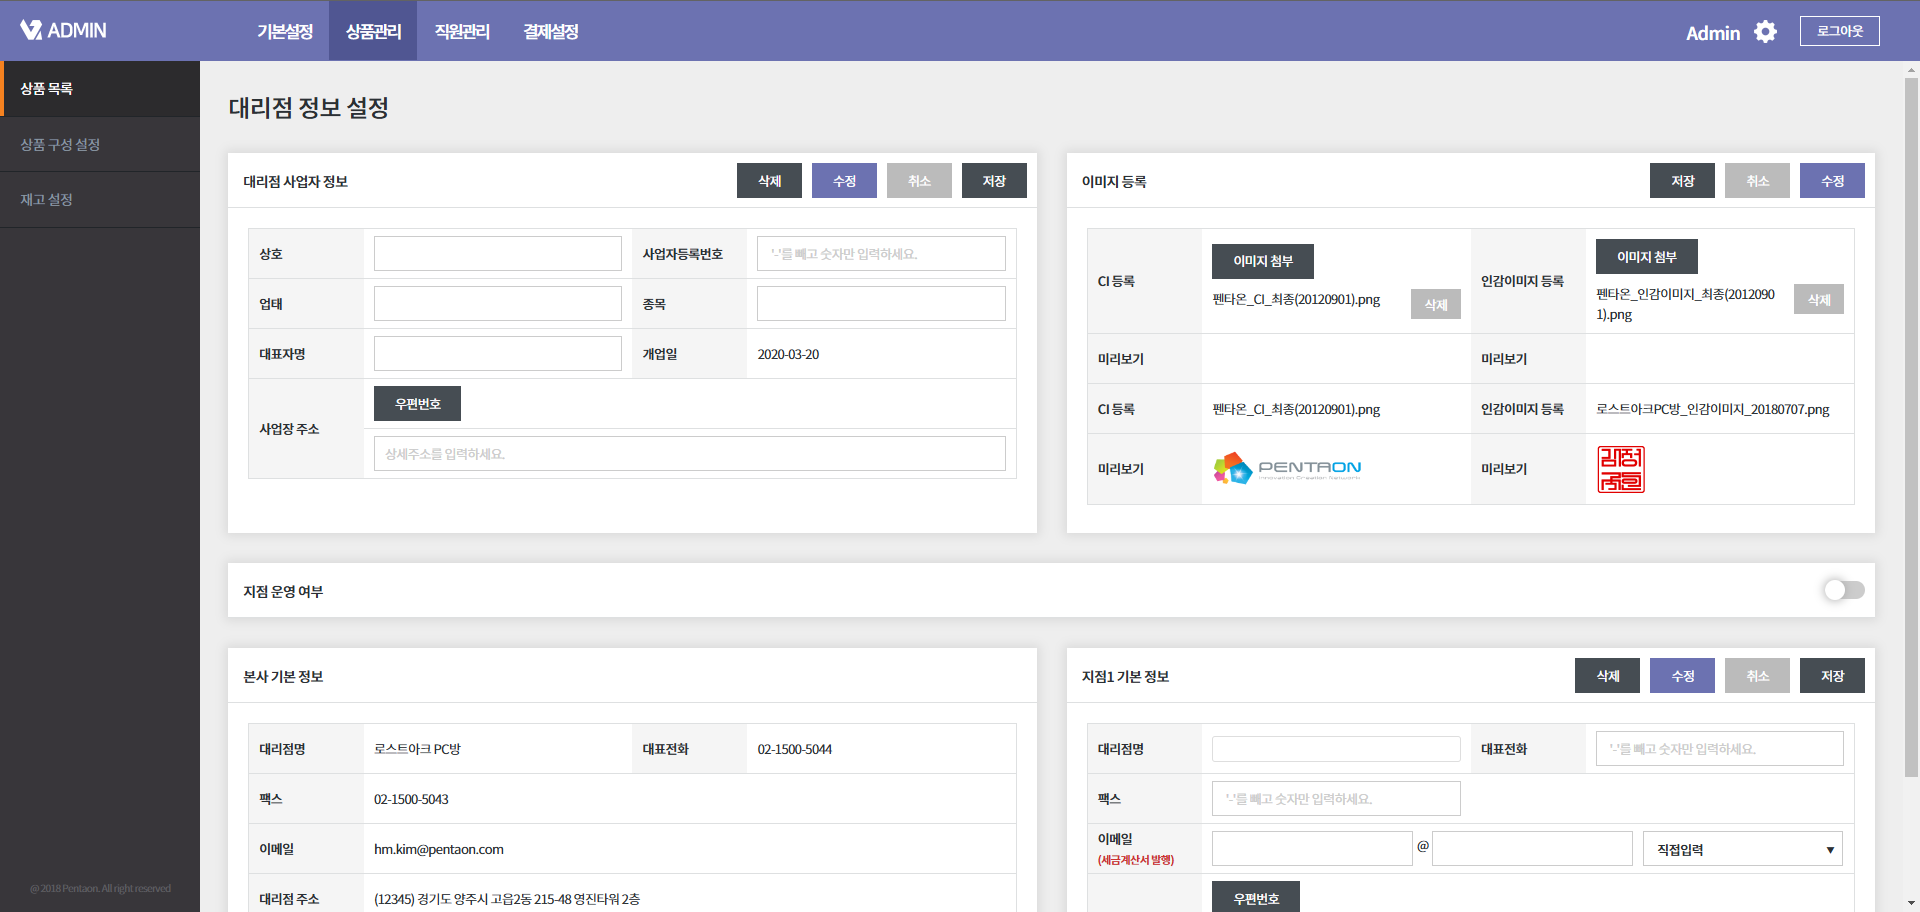 ADMIN
기본설정 상품관리 직원관리 결제설정
Admin
로그아웃
상품 목록
상품 구성 설정
재고 설정
@ 2018 Pentaon. All right reserved
대리점 정보 설정
대리점 사업자 정보
삭제 수정 취소 저장
상호
사업자등록번호 '-'를 빼고 숫자만 입력하세요.
업태
종목
대표자명
개업일 2020-03-20
사업장 주소
우편번호
상세주소를 입력하세요.
이미지 등록
저장 취소 수정
CI 등록
이미지 첨부
펜타온_CI_최종(20120901).png
삭제
인감이미지 등록
이미지 첨부
펜타온_인감이미지_최종(2012090
1).png
삭제
미리보기
미리보기
CI 등록 펜타온_CI_최종(20120901).png
인감이미지 등록 로스트아크PC방_인감이미지_20180707.png
미리보기
PENTAON
Innovation Creation Network
미리보기
지점 운영 여부
본사 기본 정보
대리점명 로스트아크 PC방
대표전화 02-1500-5044
팩스 02-1500-5043
이메일 hm.kim@pentaon.com
대리점 주소 (12345) 경기도 양주시 고읍2동 215-48 영진타워 2층
지점1 기본 정보
삭제 수정 취소 저장
대리점명
대표전화 '-'를 빼고 숫자만 입력하세요.
팩스 '-'를 빼고 숫자만 입력하세요.
이메일
(세금계산서 발행)
@
직접입력
우편번호